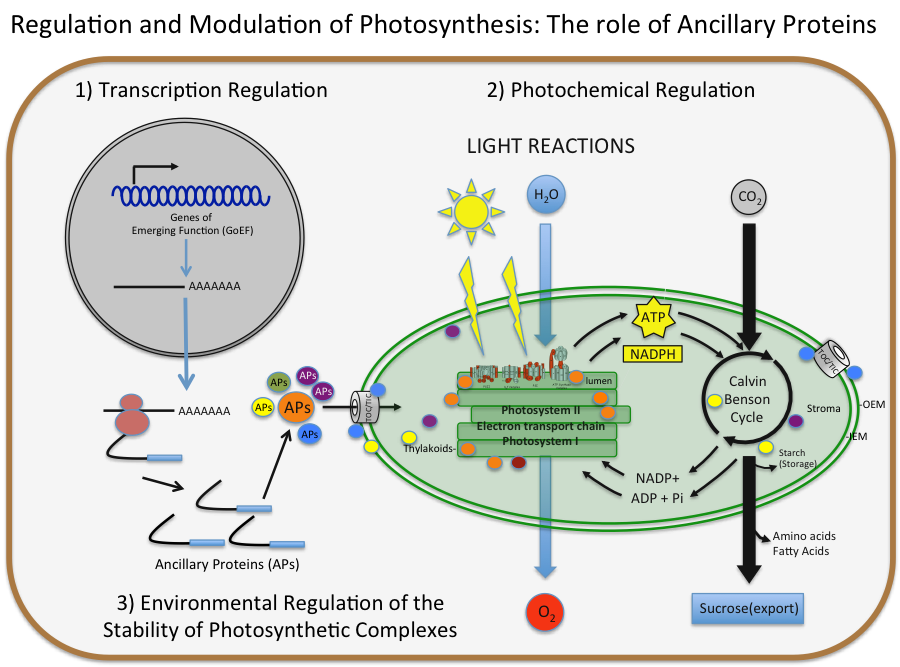 Regulation and Modulation of Photosynthesis: The role of Ancillary Proteins
1) Transcription Regulation
2) Photochemical Regulation
LIGHT REACTIONS
H2O
CO2
Genes of
Emerging Function (GoEF)
AAAAAAA
ATP
NADPH
TOC/TIC
lumen
Calvin
Benson
Cycle
APs
APs
APs
APs
APs
APs
AAAAAAA
TOC/TIC
Photosystem II
Electron transport chain
Photosystem I
Thylakoids-
Stroma
-OEM
-IEM
Starch
(Storage)
NADP+
ADP + Pi
Amino acids
Fatty Acids
Ancillary Proteins (APs)
3) Environmental Regulation of the
Stability of Photosynthetic Complexes
O2
Sucrose(export)